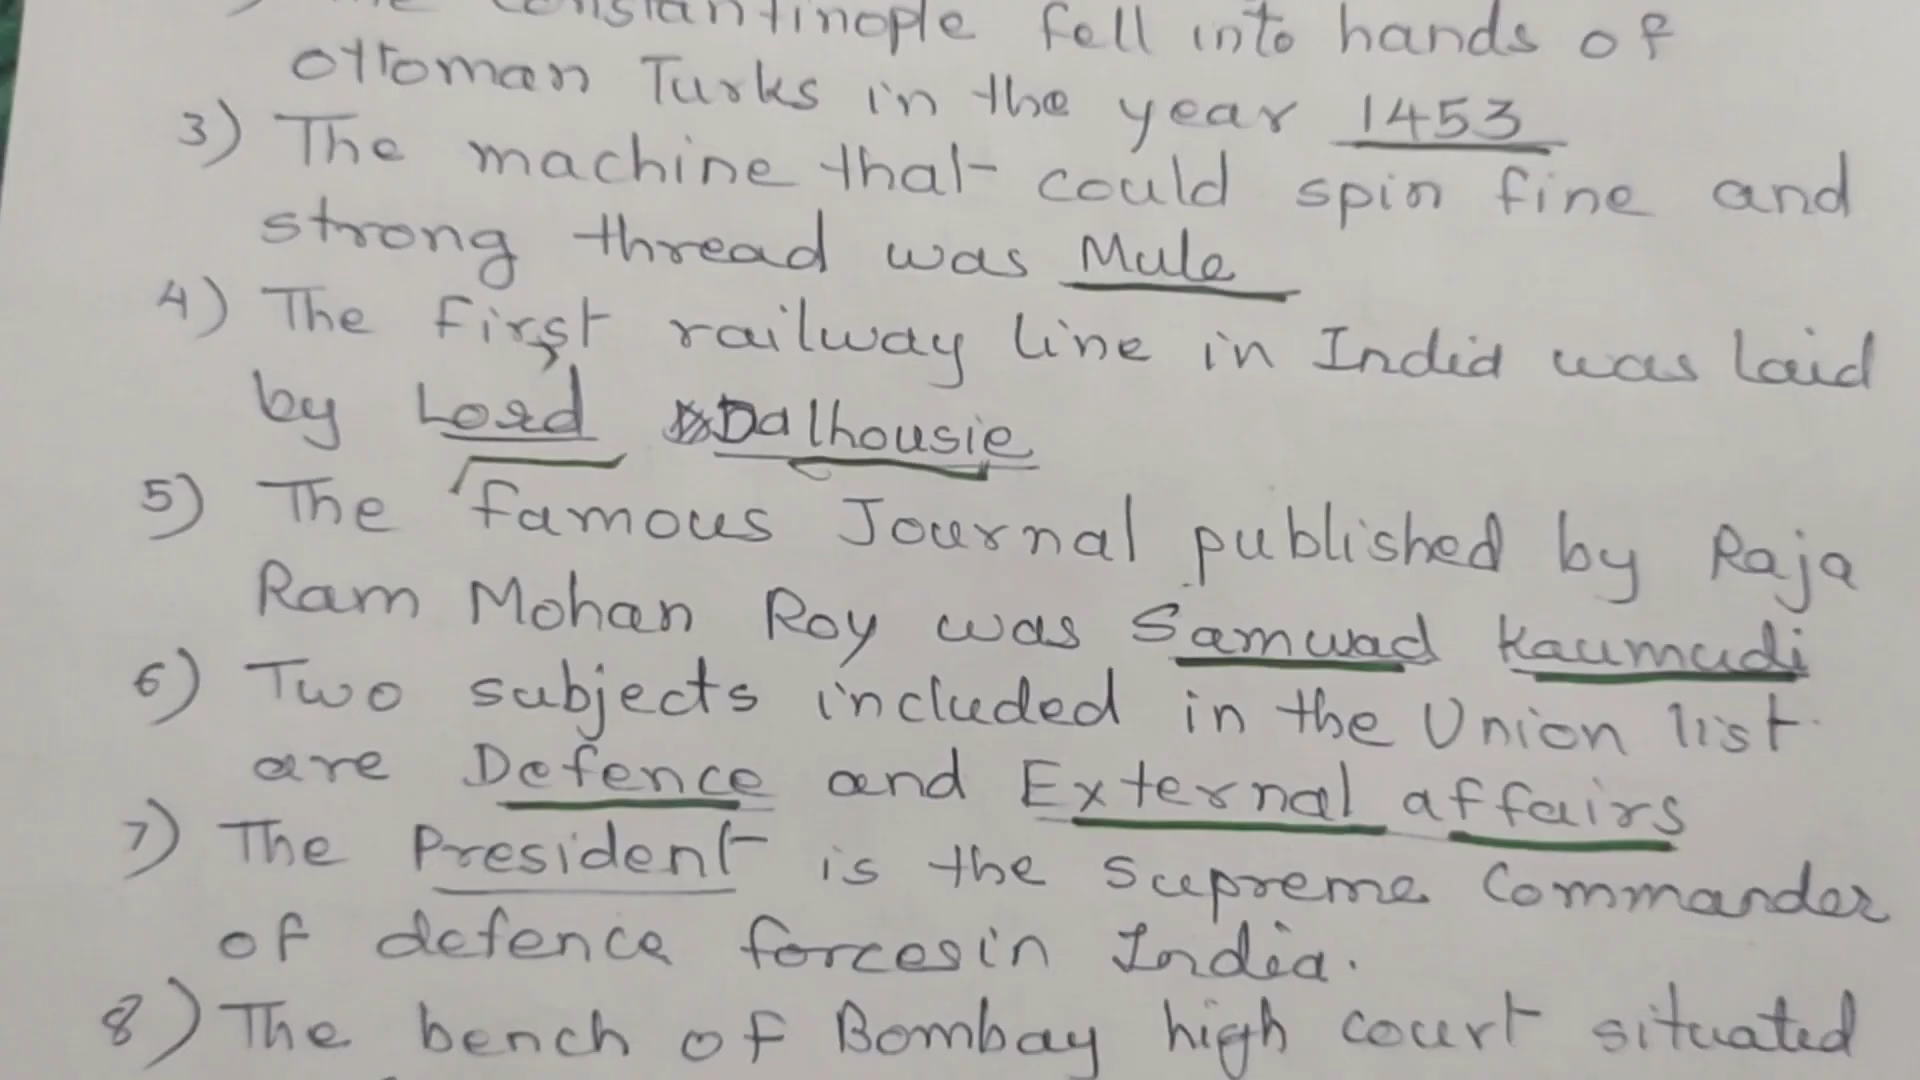 Constantinople fell into hands of
ottoman Turks in the year 1453
3) The machine that could spin fine and
strong thread was Mule
4) The first railway line in India was laid
by Lord Dalhousie
5) The famous Journal published by Raja
Ram Mohan Roy was Samwad Kaumudi
6) Two subjects included in the Union list
are Defence and External affairs
7) The President is the supreme Commander
of defence forcesin India.
8) The bench of Bombay high court situated